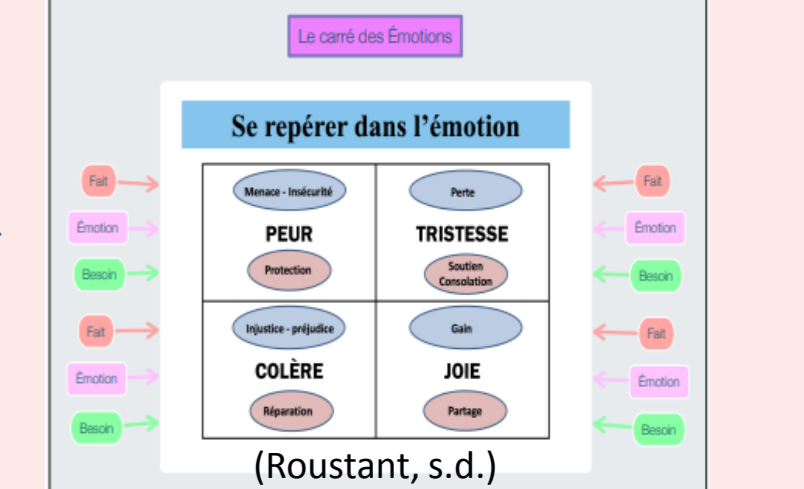 Le carré des Émotions
Se repérer dans l'émotion
Fait
Menace - Insécurité
Perte
Fait
Émotion
PEUR
TRISTESSE
Émotion
Besoin
Protection
Soutien
Consolation
Besoin
Fait
Injustice - préjudice
Gain
Fait
Émotion
COLÈRE
JOIE
Émotion
Besoin
Réparation
Partage
Besoin
(Roustant, s.d.)